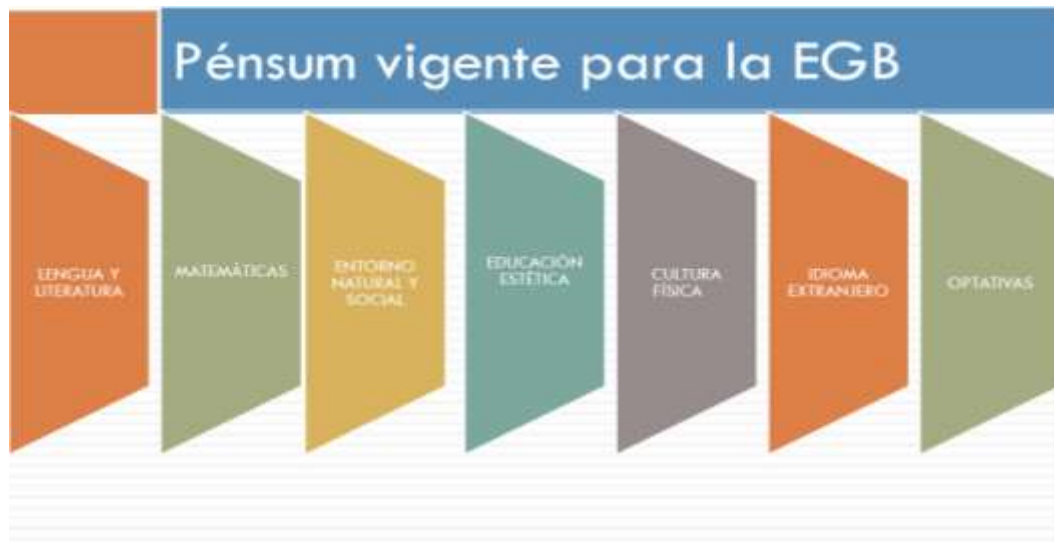 Pénsum vigente para la EGB
LENGUA Y
LITERATURA
MATEMÁTICAS
ENTORNO
NATURAL Y
SOCIAL
EDUCACIÓN
ESTÉTICA
CULTURA
FÍSICA
IDIOMA
EXTRANJERO
OPTATIVAS